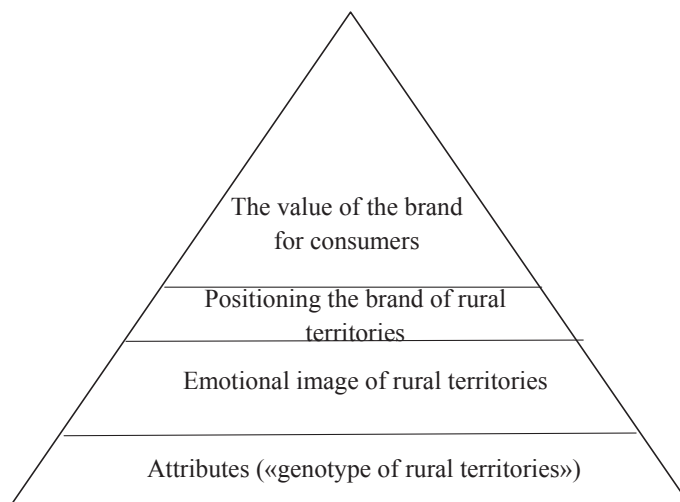 The value of the brand
for consumers
Positioning the brand of rural
territories
Emotional image of rural territories
Attributes («genotype of rural territories»)